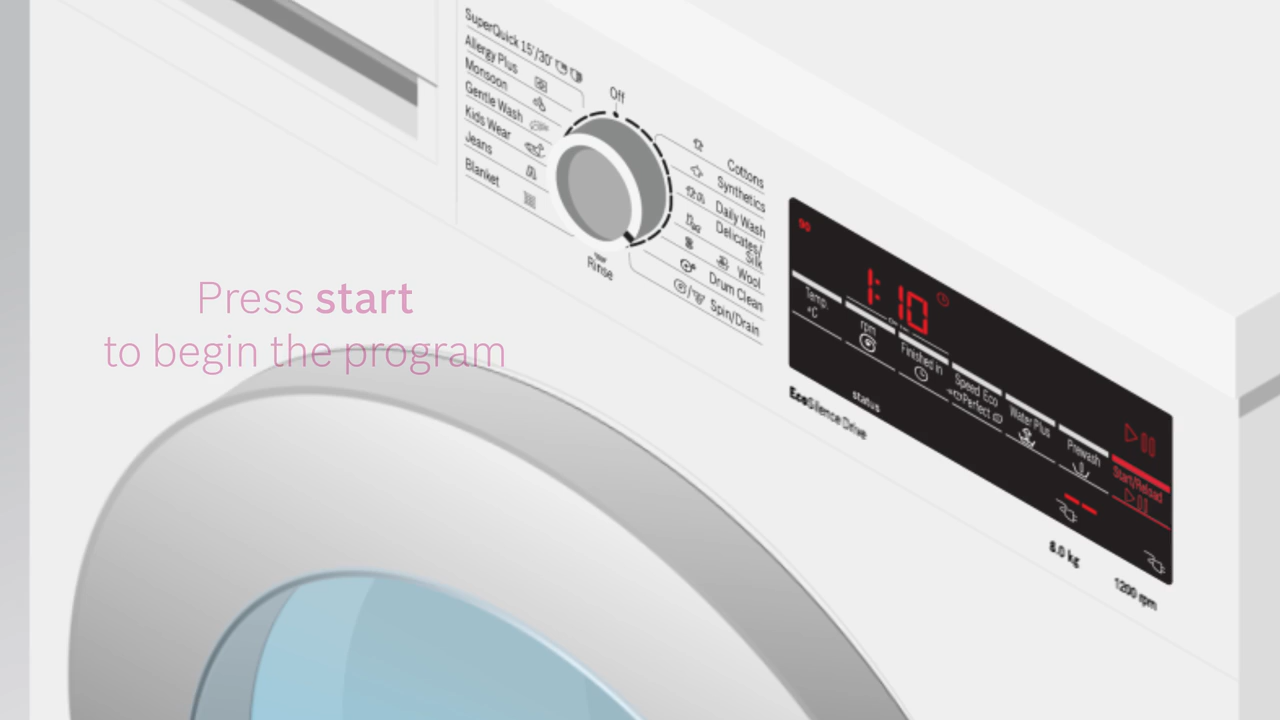 SuperQuick 15'/30'
Allergy Plus
Monsoon
Gentle Wash
Kids Wear
Jeans
Blanket
Off
Rinse
Cottons
Synthetics
Daily Wash
Delicates/
Silk
Wool
Drum Clean
Spin/Drain
Press start
to begin the program
90
1:10
Temp.
°C
rpm
Finished in
Speed Eco
Perfect
Water Plus
Prewash
Start/Reload
status
EcoSilence Drive
8.0 kg
1200 rpm